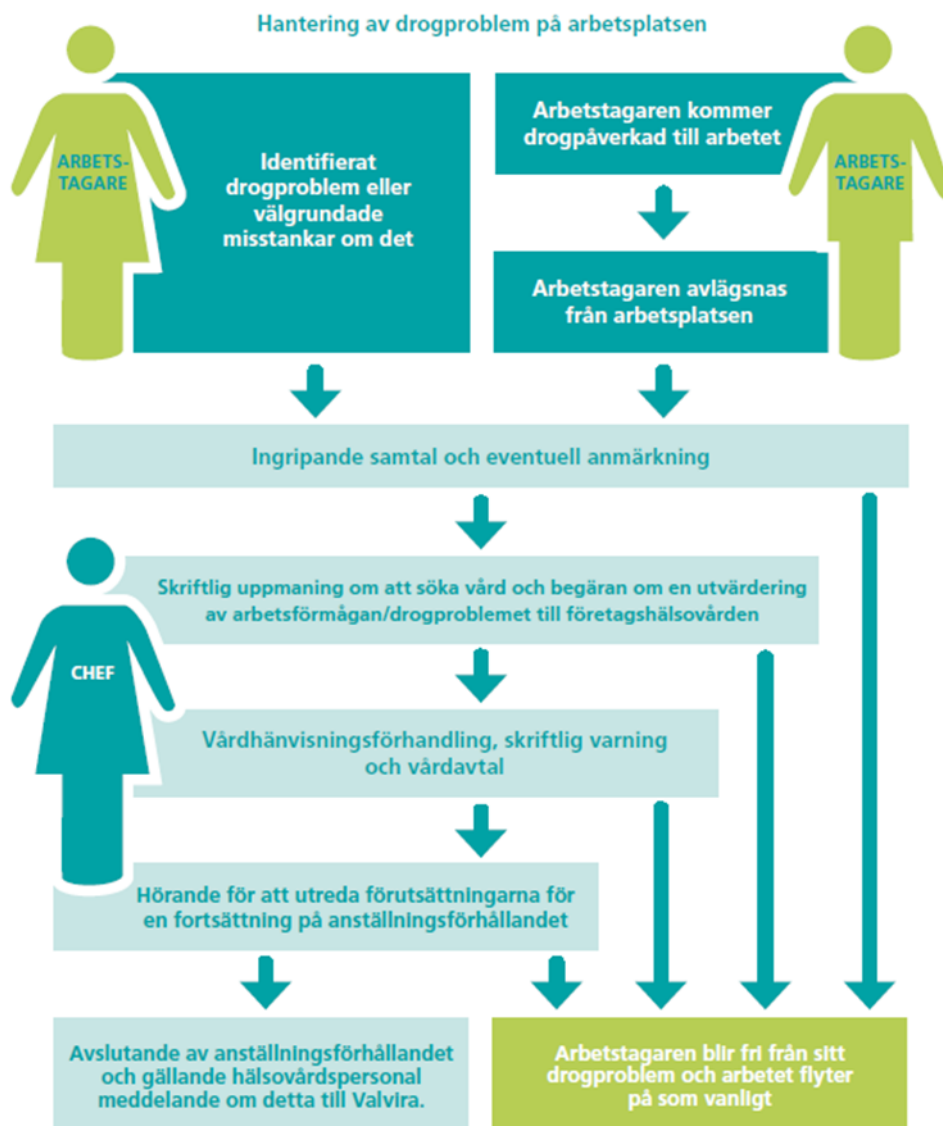 Hantering av drogproblem på arbetsplatsen
ARBETS-
TAGARE
Identifierat
drogproblem eller
välgrundade
misstankar om det
Arbetstagaren kommer
drogpåverkad till arbetet
ARBETS-
TAGARE
Arbetstagaren avlägsnas
från arbetsplatsen
Ingripande samtal och eventuell anmärkning
Skriftlig uppmaning om att söka vård och begäran om en utvärdering
av arbetsförmågan/drogproblemet till företagshälsovården
CHEF
Vårdhänvisningsförhandling, skriftlig varning
och vårdavtal
Hörande för att utreda förutsättningarna för
en fortsättning på anställningsförhållandet
Avslutande av anställningsförhållandet
och gällande hälsovårdspersonal
meddelande om detta till Valvira.
Arbetstagaren blir fri från sitt
drogproblem och arbetet flyter
på som vanligt